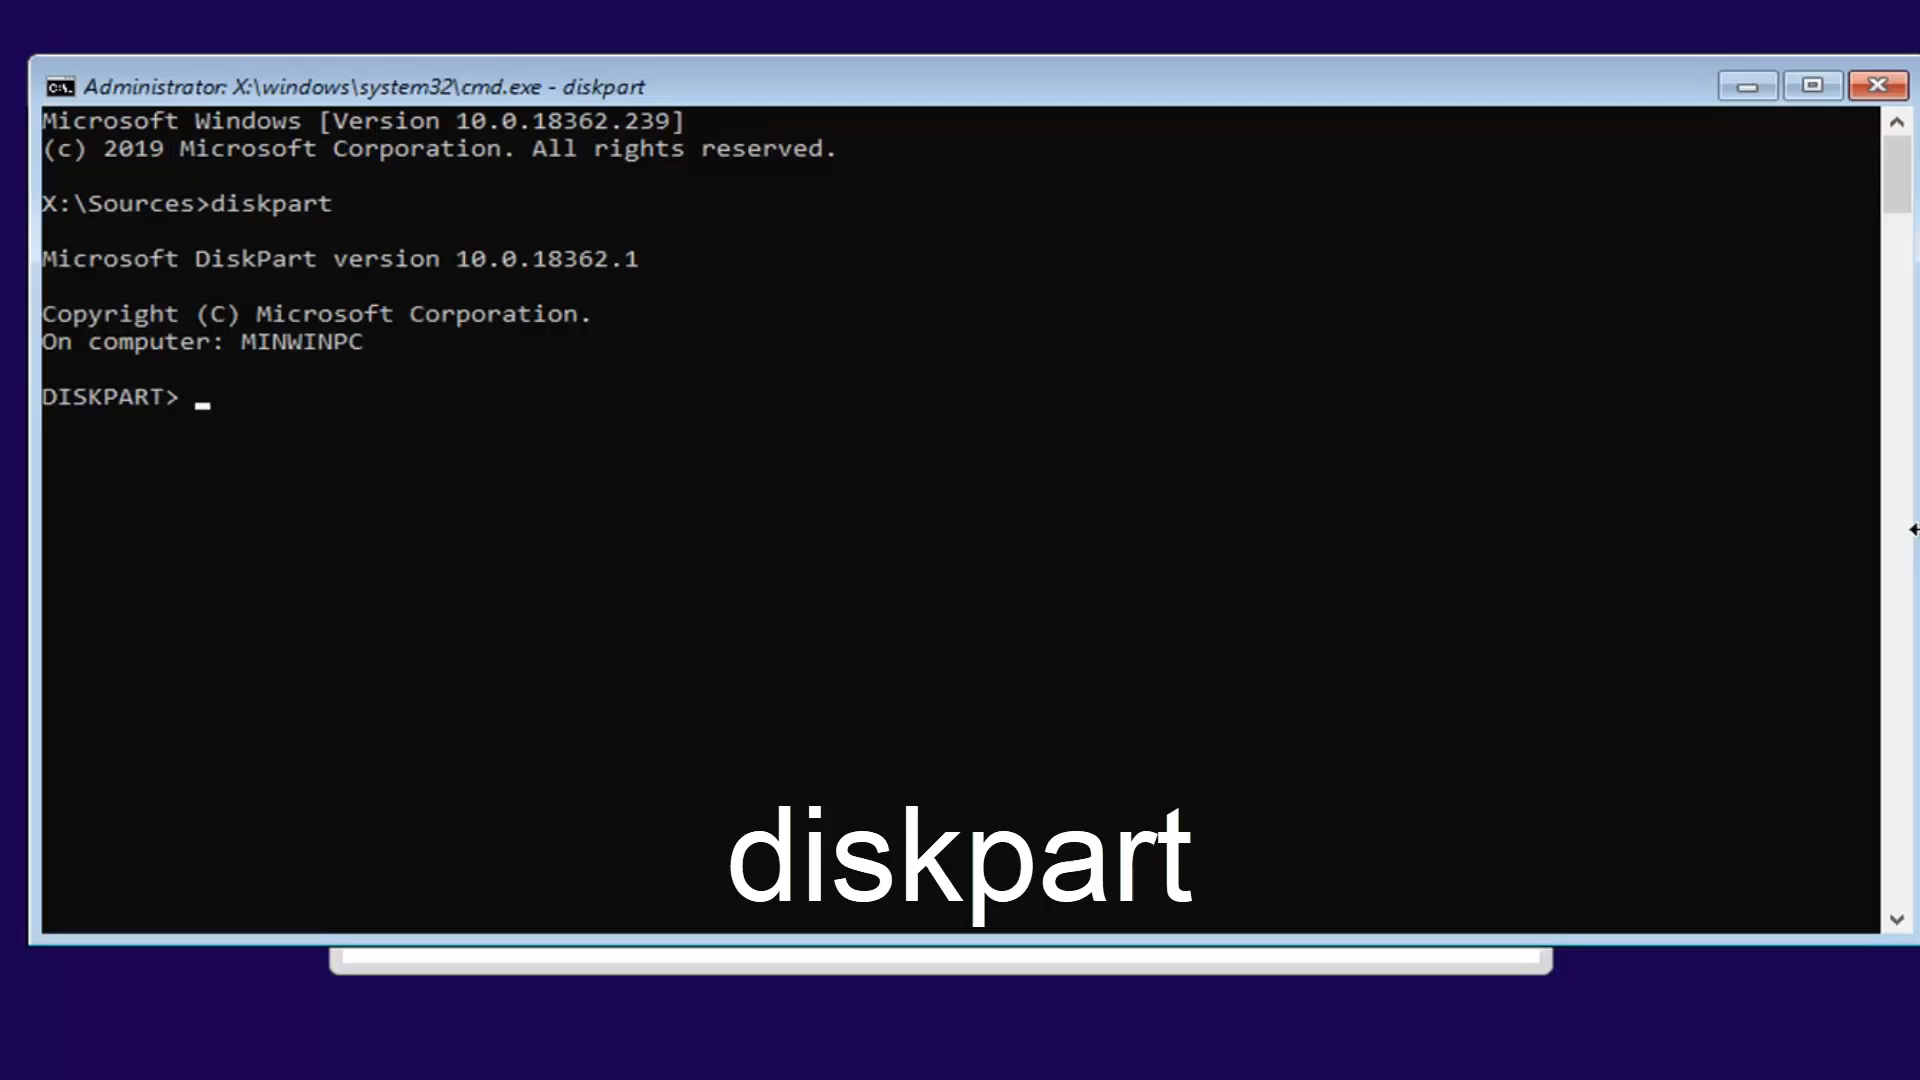 Administrator: X:\windows\system32\cmd.exe - diskpart
Microsoft Windows [Version 10.0.18362.239]
(c) 2019 Microsoft Corporation. All rights reserved.
X:\Sources>diskpart
Microsoft DiskPart version 10.0.18362.1
Copyright (C) Microsoft Corporation.
On computer: MINWINPC
DISKPART>
diskpart